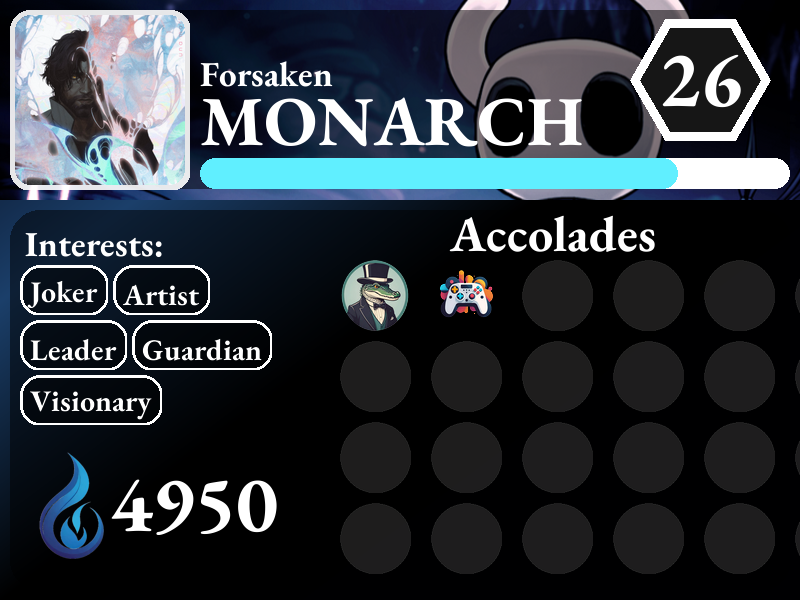 Forsaken
MONARCH
26
Interests:
Accolades
Joker Artist
Leader Guardian
Visionary
4950